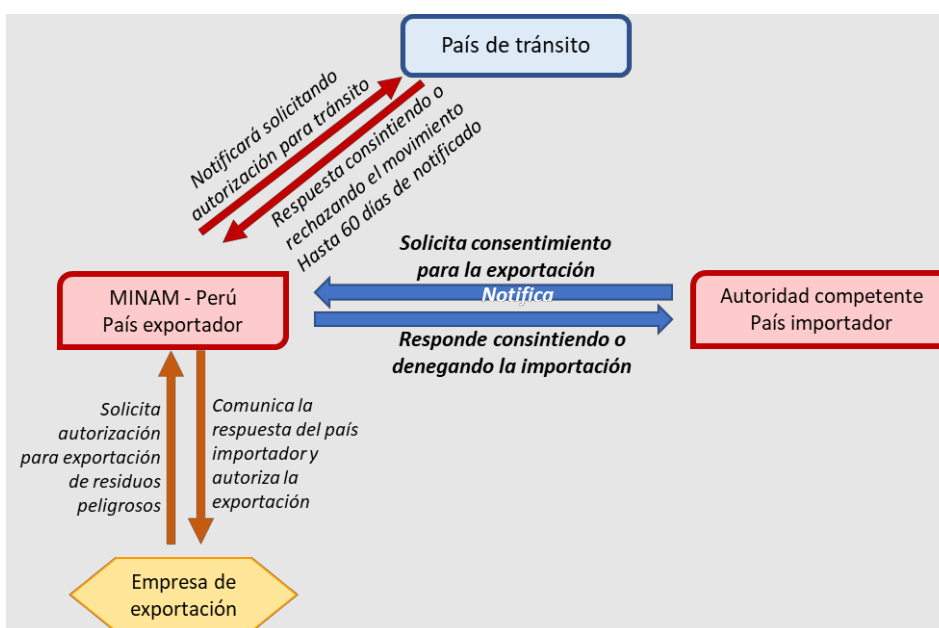 País de tránsito
Notificará solicitando
autorización para tránsito
Respuesta consintiendo o
rechazando el movimiento
Hasta 60 días de notificado
Solicita consentimiento
para la exportación
Notifica
Responde consintiendo o
denegando la importación
MINAM - Perú
País exportador
Autoridad competente
País importador
Solicita
autorización
para exportación
de residuos
peligrosos
Comunica la
respuesta del país
importador y
autoriza la
exportación
Empresa de
exportación